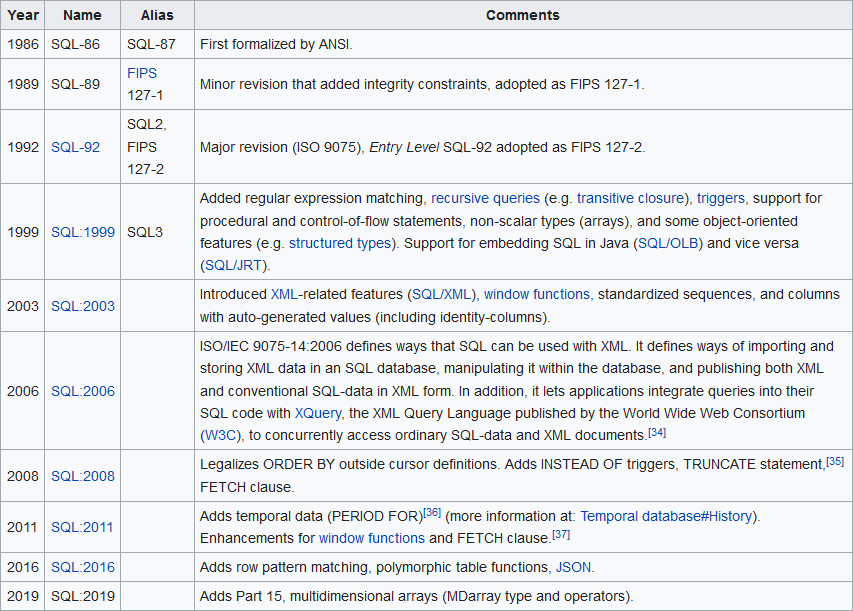 Year Name Alias Comments
1986 SQL-86 SQL-87 First formalized by ANSI.
1989 SQL-89 FIPS 127-1 Minor revision that added integrity constraints, adopted as FIPS 127-1.
1992 SQL-92 SQL2, FIPS 127-2 Major revision (ISO 9075), Entry Level SQL-92 adopted as FIPS 127-2.
1999 SQL:1999 SQL3 Added regular expression matching, recursive queries (e.g. transitive closure), triggers, support for
procedural and control-of-flow statements, non-scalar types (arrays), and some object-oriented
features (e.g. structured types). Support for embedding SQL in Java (SQL/OLB) and vice versa
(SQL/JRT).
2003 SQL:2003 Introduced XML-related features (SQL/XML), window functions, standardized sequences, and columns
with auto-generated values (including identity-columns).
2006 SQL:2006 ISO/IEC 9075-14:2006 defines ways that SQL can be used with XML. It defines ways of importing and
storing XML data in an SQL database, manipulating it within the database, and publishing both XML
and conventional SQL-data in XML form. In addition, it lets applications integrate queries into their
SQL code with XQuery, the XML Query Language published by the World Wide Web Consortium
(W3C), to concurrently access ordinary SQL-data and XML documents.[34]
2008 SQL:2008 Legalizes ORDER BY outside cursor definitions. Adds INSTEAD OF triggers, TRUNCATE statement,[35]
FETCH clause.
2011 SQL:2011 Adds temporal data (PERIOD FOR)[36] (more information at: Temporal database#History).
Enhancements for window functions and FETCH clause.[37]
2016 SQL:2016 Adds row pattern matching, polymorphic table functions, JSON.
2019 SQL:2019 Adds Part 15, multidimensional arrays (MDarray type and operators).